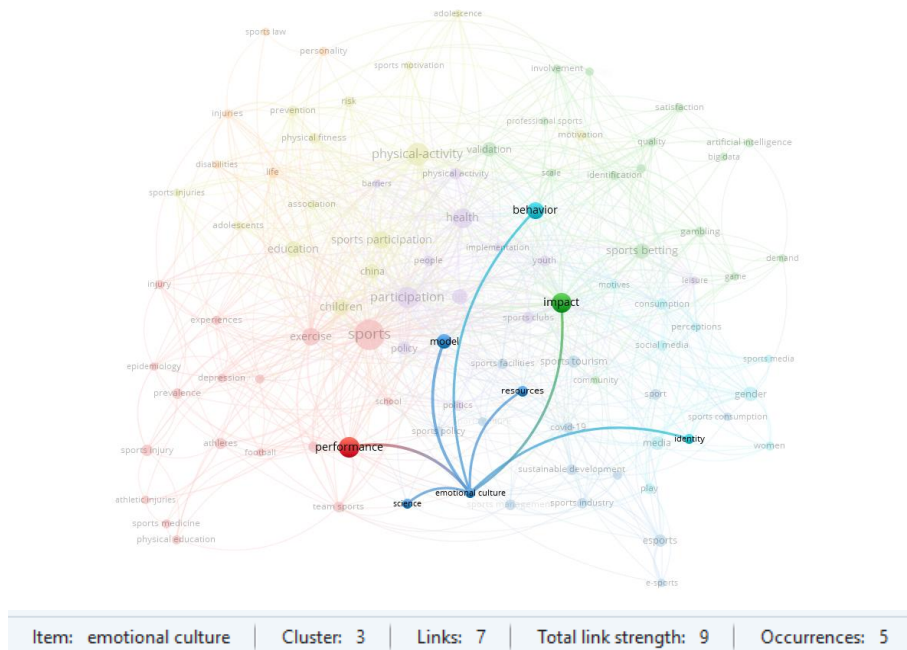 adolescence
sports law
personality
sports motivation
involvement
risk
injuries
prevention
satisfaction
professional sports
physical fitness
motivation
quality
artificial intelligence
physical-activity
validation
big data
disabilities
life
barriers
physical activity
scale
identification
sports injuries
association
adolescents
behavior
health
gambling
education
sports participation
implementation
sports betting
people
youth
demand
china
leisure
game
injury
motives
participation
impact
consumption
children
experiences
sports clubs
perceptions
exercise
sports
model
policy
social media
epidemiology
sports facilities
sports tourism
sports media
depression
community
prevalence
resources
sport
gender
school
politics
sports consumption
sports policy
covid-19
athletes
identity
performance
media
women
sports injury
football
sustainable development
emotional culture
play
athletic injuries
science
team sports
sports management
sportsindustry
sports medicine
physical education
esports
e-sports
Item: emotional culture Cluster: 3 Links: 7 Total link strength: 9 Occurrences: 5